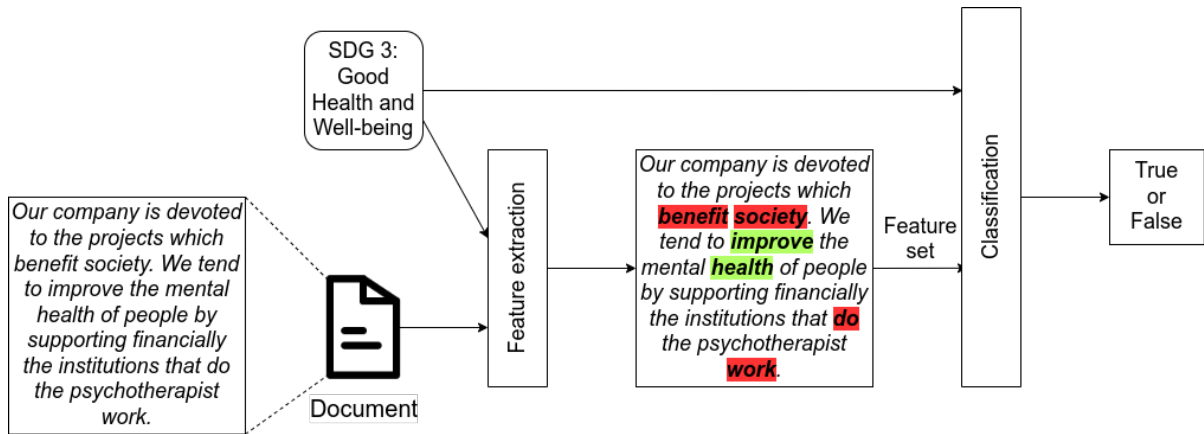 SDG 3:
Good
Health and
Well-being
Our company is devoted
to the projects which
benefit society. We tend
to improve the mental
health of people by
supporting financially
the institutions that do
the psychotherapist
work.
Document
Feature extraction
Our company is devoted
to the projects which
benefit society. We
tend to improve the
mental health of people
by supporting financially
the institutions that do
the psychotherapist
work.
Feature
set
Classification
True
or
False